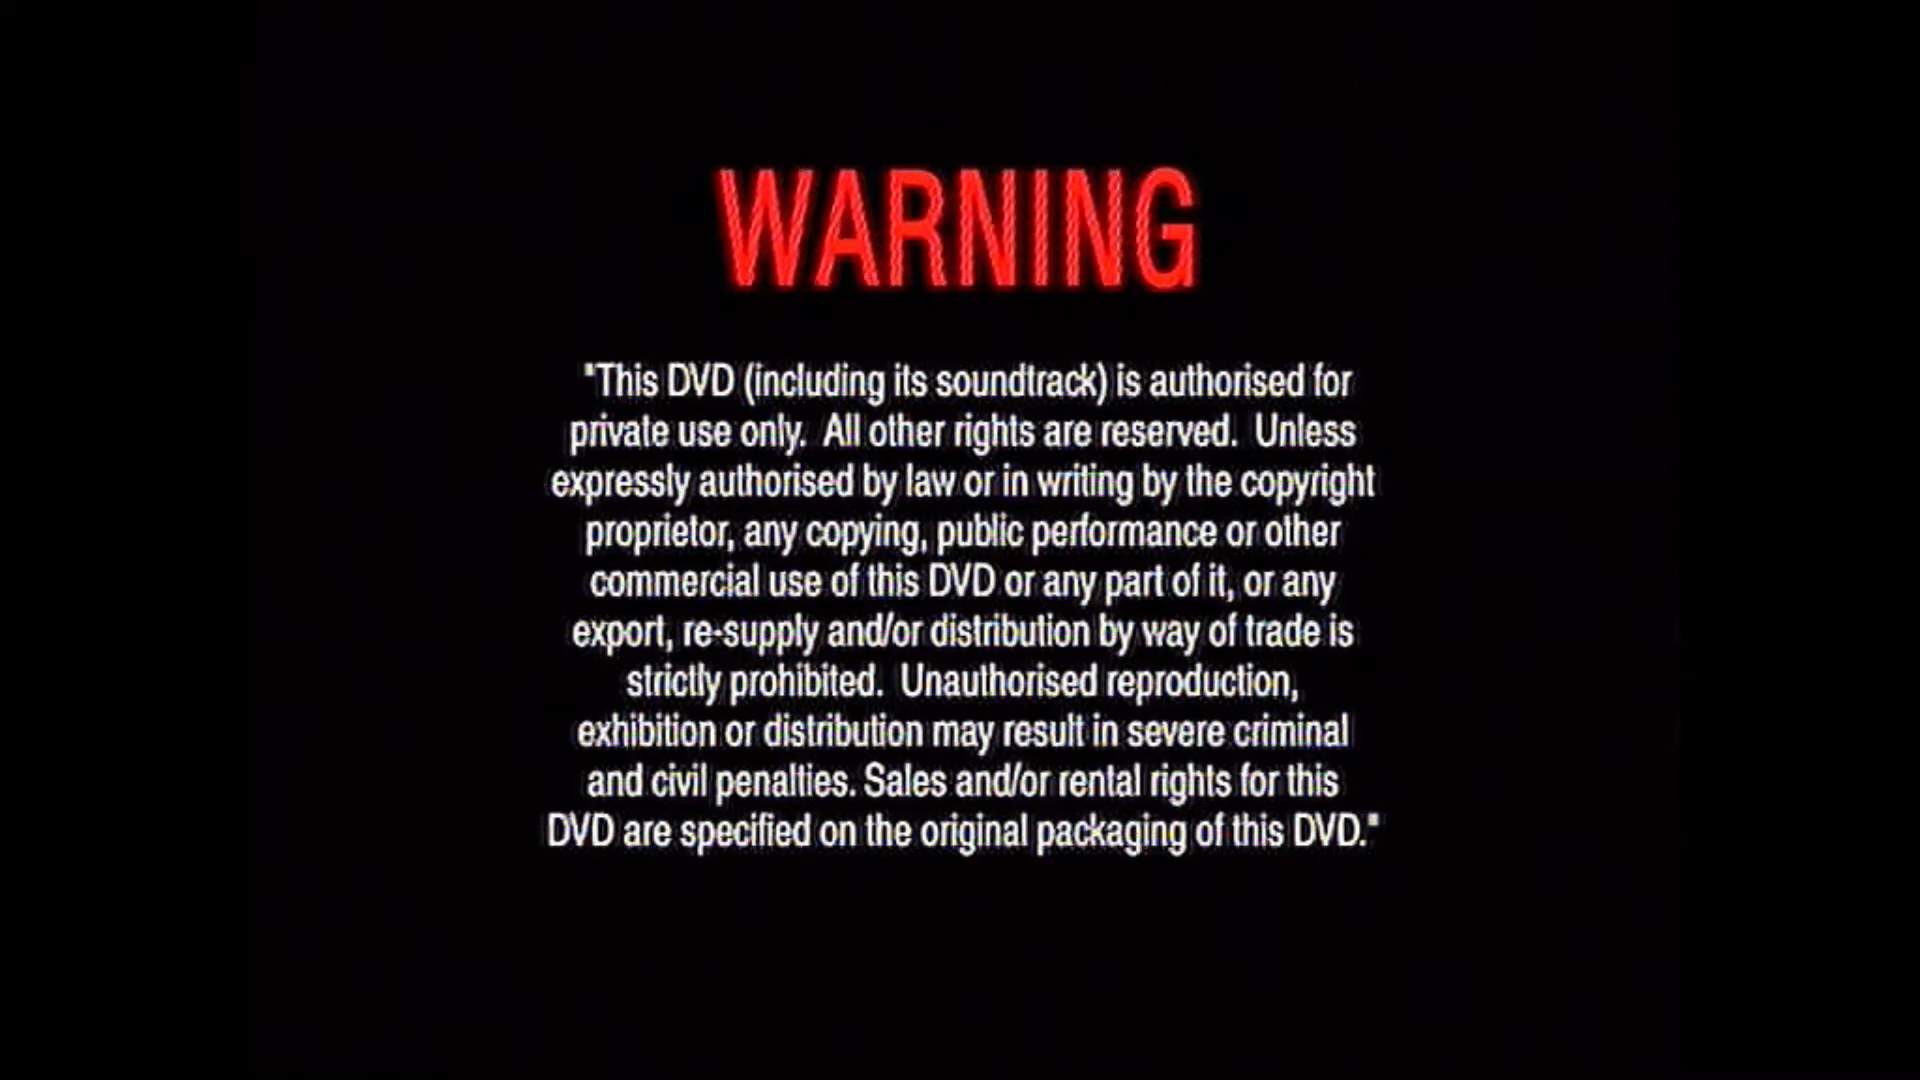 WARNING
"This DVD (including its soundtrack) is authorised for
private use only.  All other rights are reserved.  Unless
expressly authorised by law or in writing by the copyright
proprietor, any copying, public performance or other
commercial use of this DVD or any part of it, or any
export, re-supply and/or distribution by way of trade is
strictly prohibited.  Unauthorised reproduction,
exhibition or distribution may result in severe criminal
and civil penalties. Sales and/or rental rights for this
DVD are specified on the original packaging of this DVD."